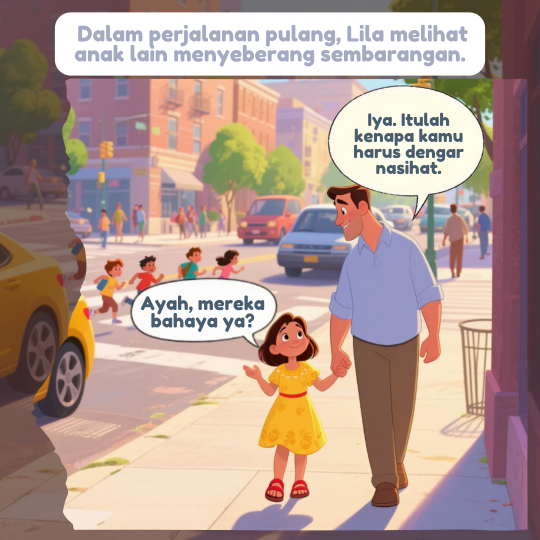 Dalam perjalanan pulang, Lila melihat
anak lain menyeberang sembarangan.
Iya. Itulah
kenapa kamu
harus dengar
nasihat.
Ayah, mereka
bahaya ya?